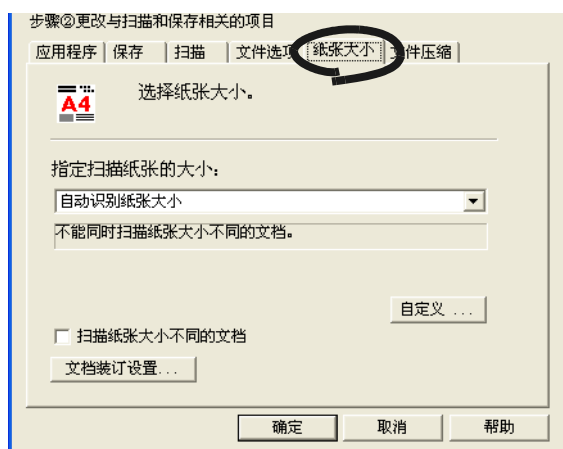 步骤②更改与扫描和保存相关的项目
应用程序 保存 扫描 文件选项 纸张大小 文件压缩
A4
选择纸张大小。
指定扫描纸张的大小:
自动识别纸张大小
不能同时扫描纸张大小不同的文档。
自定义 ...
扫描纸张大小不同的文档
文档装订设置...
确定 取消 帮助